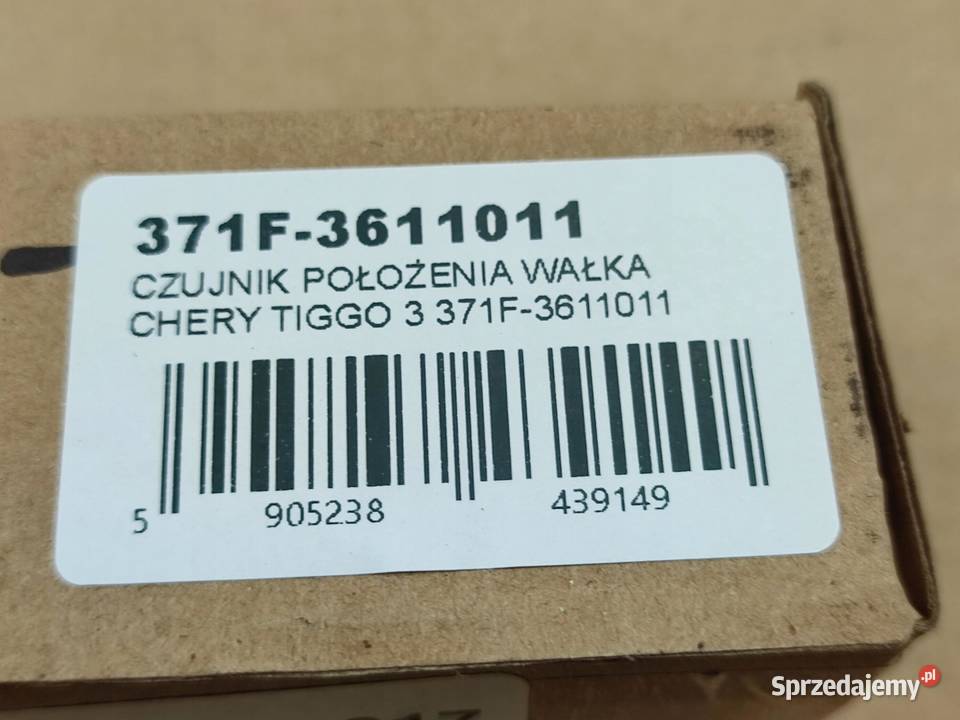 371F-3611011
CZUJNIK POŁOŻENIA WAŁKA
CHERY TIGGO 3 371F-3611011
5 905238 439149
Sprzedajemy.pl